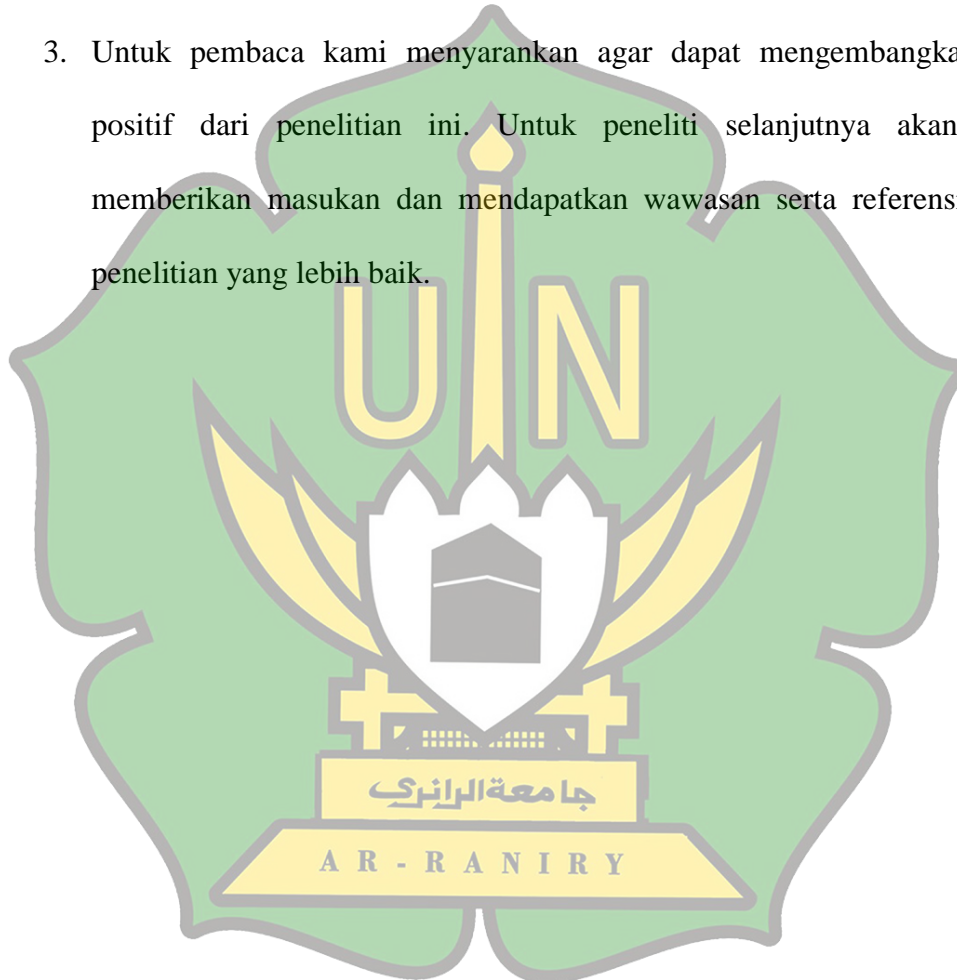 3. Untuk pembaca kami menyarankan agar dapat mengembangka
positif dari penelitian ini. Untuk peneliti selanjutnya akan
memberikan masukan dan mendapatkan wawasan serta referens
penelitian yang lebih baik.
UIN
جامعة الرانري
AR-RANIRY